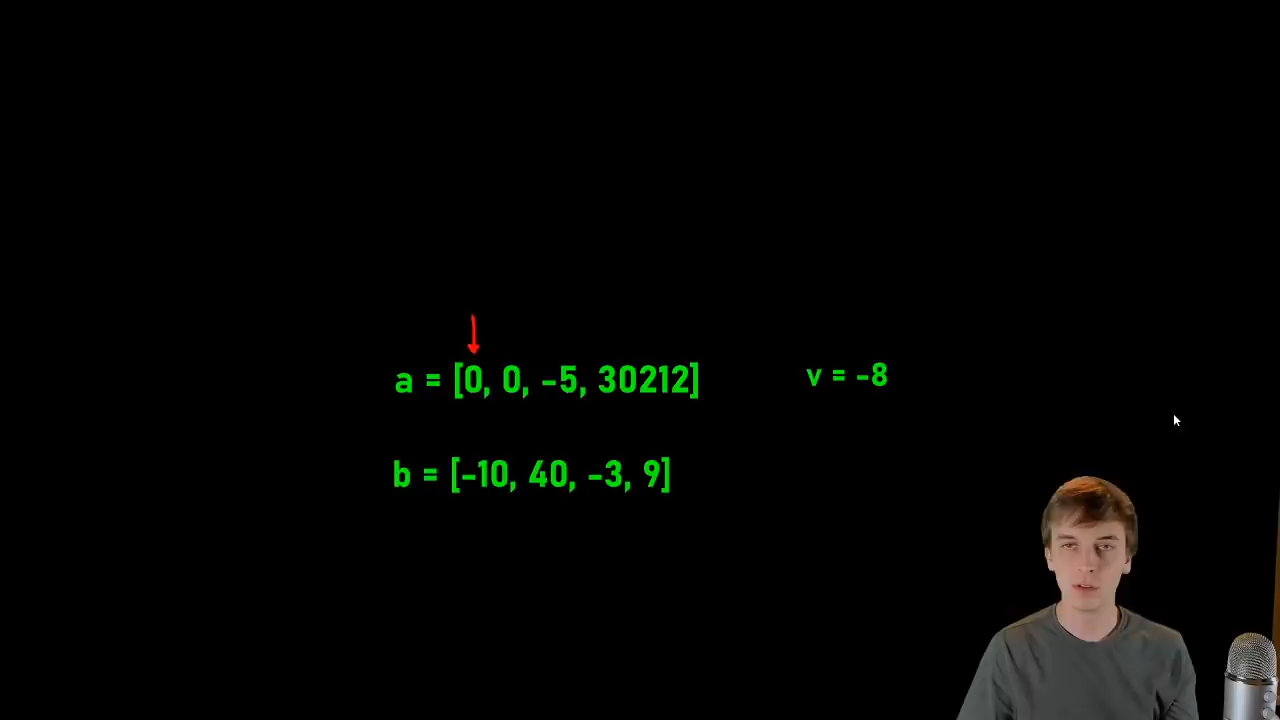 a = [0, 0, -5, 30212]
v = -8
b = [-10, 40, -3, 9]